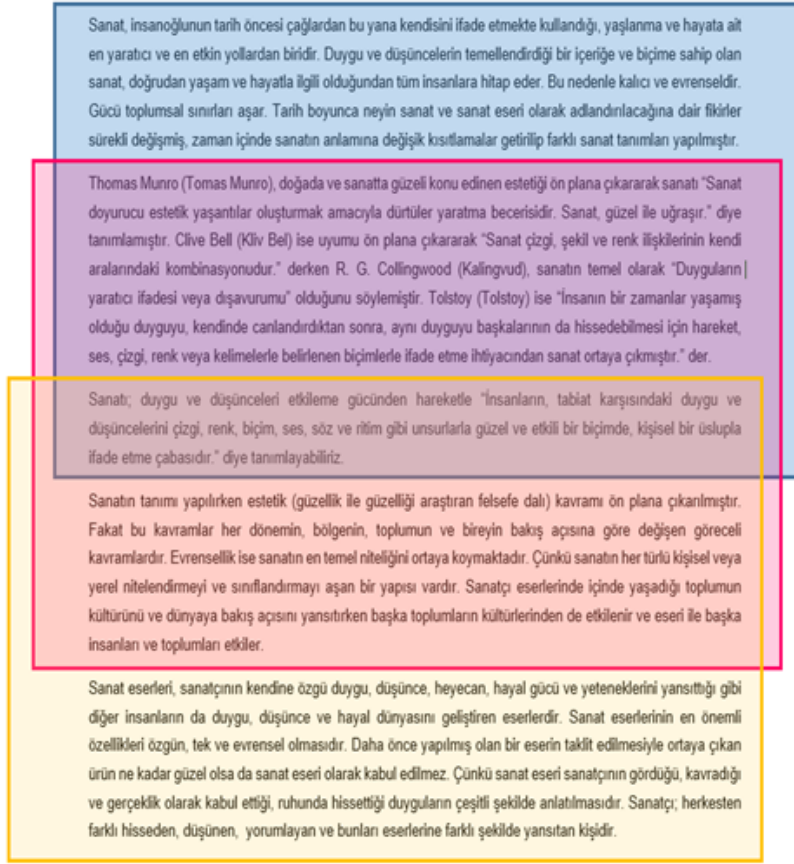 Sanat, insanoğlunun tarih öncesi çağlardan bu yana kendisini ifade etmekte kullandığı, yaşlanma ve hayata ait
en yaratıcı ve en etkin yollardan biridir. Duygu ve düşüncelerin temellendirdiği bir içeriğe ve biçime sahip olan
sanat, doğrudan yaşam ve hayatla ilgili olduğundan tüm insanlara hitap eder. Bu nedenle kalıcı ve evrenseldir.
Gücü toplumsal sınırları aşar. Tarih boyunca neyin sanat ve sanat eseri olarak adlandırılacağına dair fikirler
sürekli değişmiş, zaman içinde sanatın anlamına değişik kısıtlamalar getirilip farklı sanat tanımları yapılmıştır.
Thomas Munro (Tomas Munro), doğada ve sanatta güzeli konu edinen estetiği ön plana çıkararak sanatı “Sanat
doyurucu estetik yaşantılar oluşturmak amacıyla dürtüler yaratma becerisidir. Sanat, güzel ile uğraşır.” diye
tanımlamıştır. Clive Bell (Kliv Bel) ise uyumu ön plana çıkararak “Sanat çizgi, şekil ve renk ilişkilerinin kendi
aralarındaki kombinasyonudur.” derken R. G. Collingwood (Kalingvud), sanatın temel olarak “Duyguların
yaratıcı ifadesi veya dışavurumu” olduğunu söylemiştir. Tolstoy (Tolstoy) ise “İnsanın bir zamanlar yaşamış
olduğu duyguyu, kendinde canlandırdıktan sonra, aynı duyguyu başkalarının da hissedebilmesi için hareket,
ses, çizgi, renk veya kelimelerle belirlenen biçimlerle ifade etme ihtiyacından sanat ortaya çıkmıştır.” der.
Sanatı; duygu ve düşünceleri etkileme gücünden hareketle “İnsanların, tabiat karşısındaki duygu ve
düşüncelerini çizgi, renk, biçim, ses, söz ve ritim gibi unsurlarla güzel ve etkili bir biçimde, kişisel bir üslupla
ifade etme çabasıdır.” diye tanımlayabiliriz.
Sanatın tanımı yapılırken estetik (güzellik ile güzelliği araştıran felsefe dalı) kavramı ön plana çıkarılmıştır.
Fakat bu kavramlar her dönemin, bölgenin, toplumun ve bireyin bakış açısına göre değişen göreceli
kavramlardır. Evrensellik ise sanatın en temel niteliğini ortaya koymaktadır. Çünkü sanatın her türlü kişisel veya
yerel nitelendirmeyi ve sınıflandırmayı aşan bir yapısı vardır. Sanatçı eserlerinde içinde yaşadığı toplumun
kültürünü ve dünyaya bakış açısını yansıtırken başka toplumların kültürlerinden de etkilenir ve eseri ile başka
insanları ve toplumları etkiler.
Sanat eserleri, sanatçının kendine özgü duygu, düşünce, heyecan, hayal gücü ve yeteneklerini yansıttığı gibi
diğer insanların da duygu, düşünce ve hayal dünyasını geliştiren eserlerdir. Sanat eserlerinin en önemli
özellikleri özgün, tek ve evrensel olmasıdır. Daha önce yapılmış olan bir eserin taklit edilmesiyle ortaya çıkan
ürün ne kadar güzel olsa da sanat eseri olarak kabul edilmez. Çünkü sanat eseri sanatçının gördüğü, kavradığı
ve gerçeklik olarak kabul ettiği, ruhunda hissettiği duyguların çeşitli şekilde anlatılmasıdır. Sanatçı; herkesten
farklı hisseden, düşünen, yorumlayan ve bunları eserlerine farklı şekilde yansıtan kişidir.